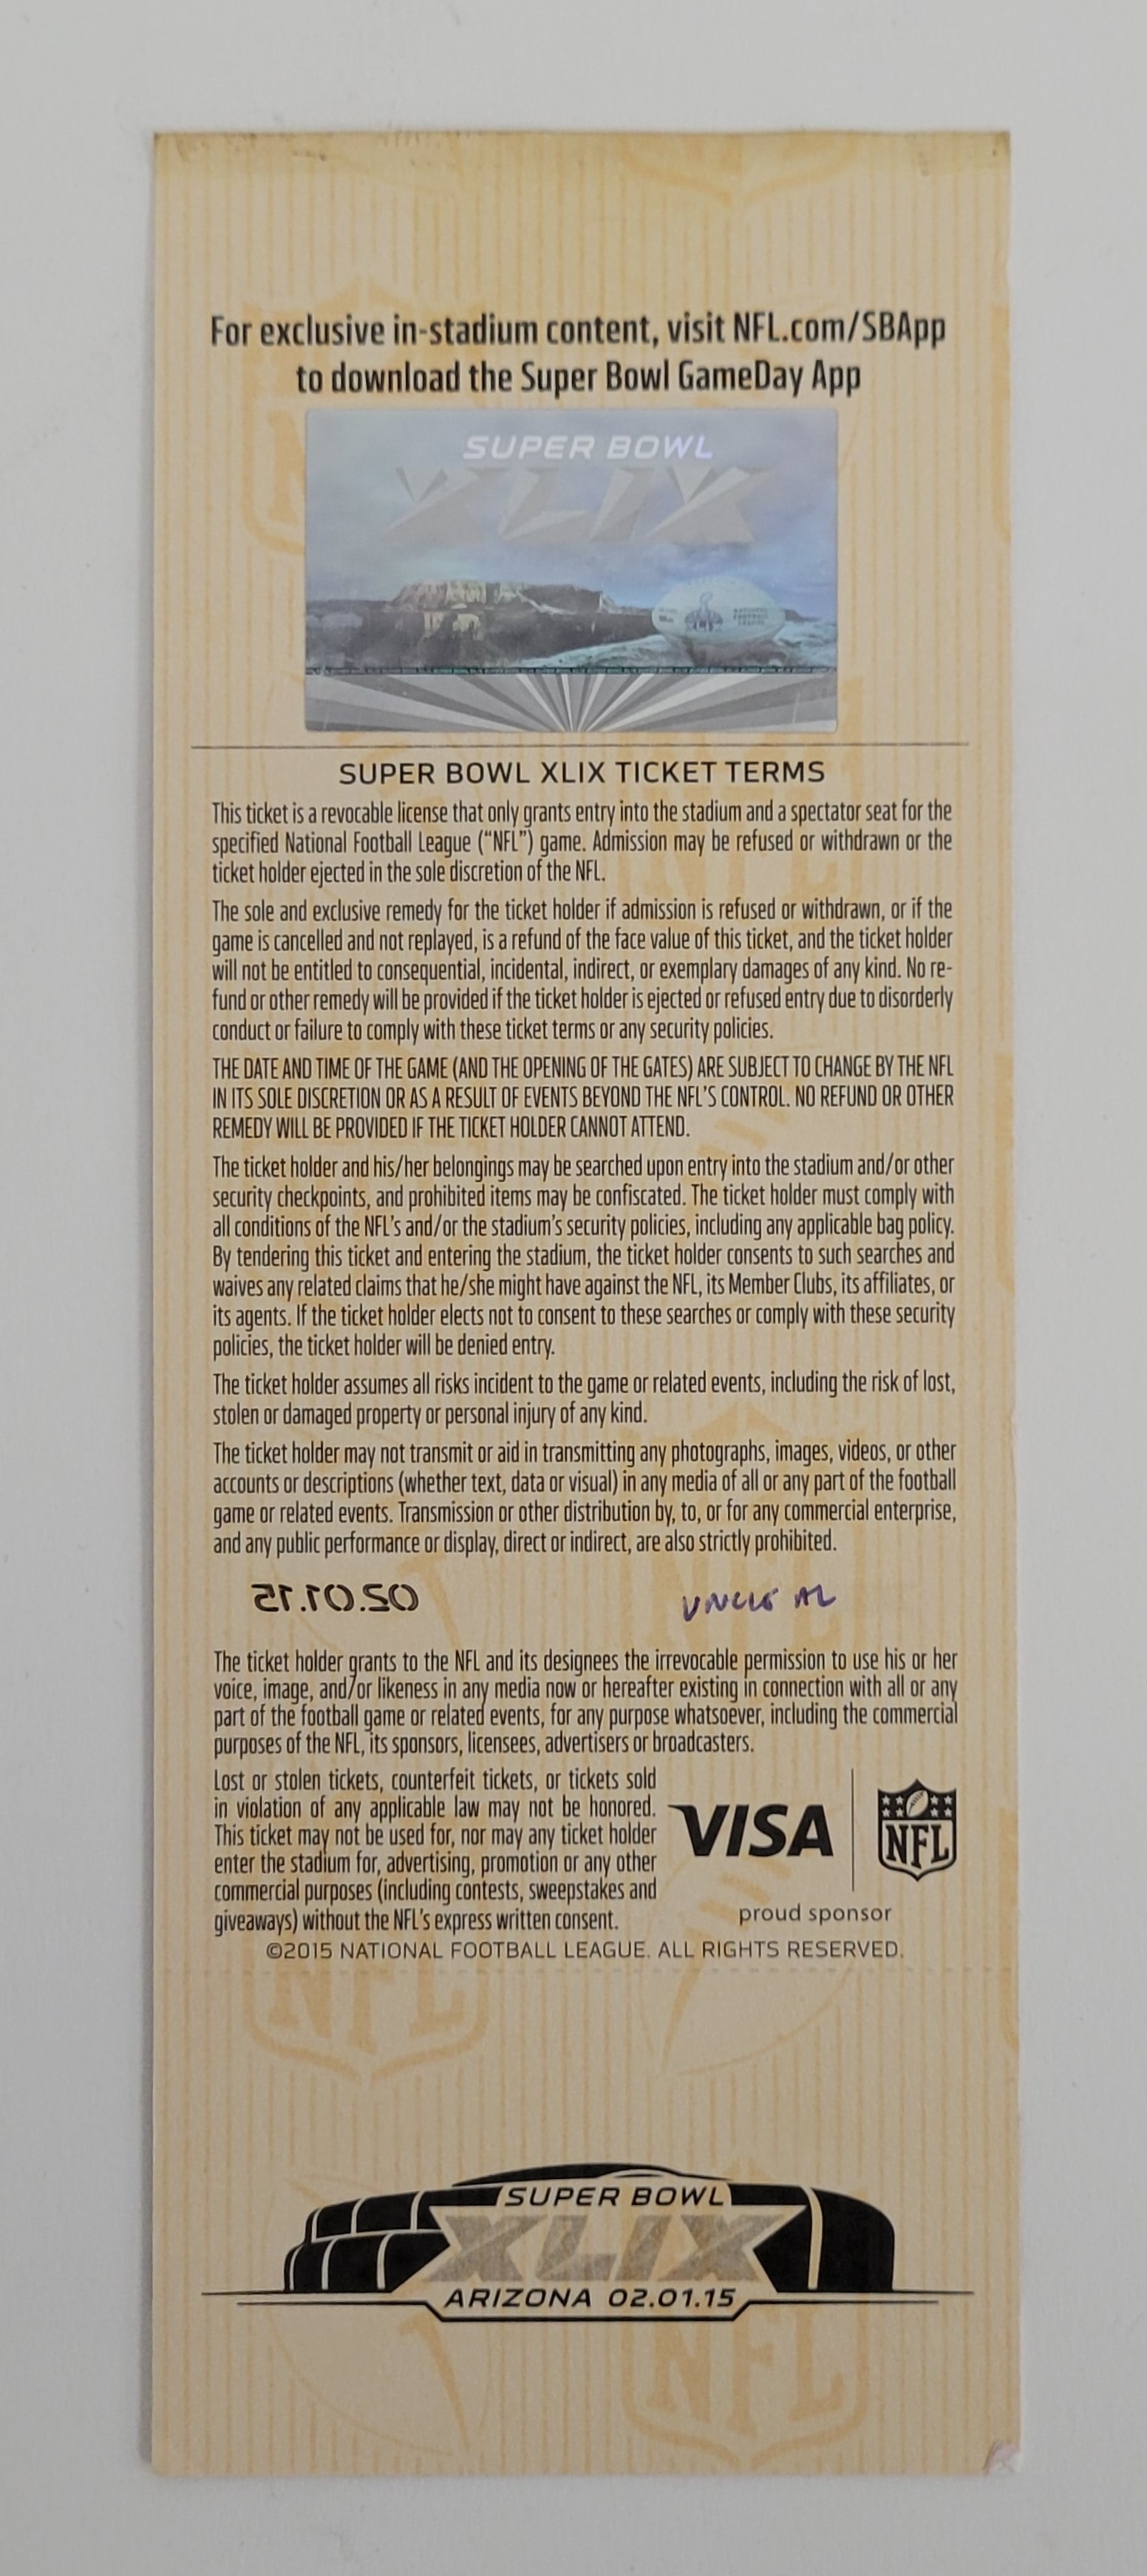 For exclusive in-stadium content, visit NFL.com/SBApp
to download the Super Bowl GameDay App
SUPER BOWL
XLIX
NATIONAL
FOOTBALL
LEAGUE
SUPER BOWL XLIX TICKET TERMS
This ticket is a revocable license that only grants entry into the stadium and a spectator seat for the
specified National Football League (“NFL”) game. Admission may be refused or withdrawn or the
ticket holder ejected in the sole discretion of the NFL.
The sole and exclusive remedy for the ticket holder if admission is refused or withdrawn, or if the
game is cancelled and not replayed, is a refund of the face value of this ticket, and the ticket holder
will not be entitled to consequential, incidental, indirect, or exemplary damages of any kind. No re-
fund or other remedy will be provided if the ticket holder is ejected or refused entry due to disorderly
conduct or failure to comply with these ticket terms or any security policies.
THE DATE AND TIME OF THE GAME (AND THE OPENING OF THE GATES) ARE SUBJECT TO CHANGE BY THE NFL
IN ITS SOLE DISCRETION OR AS A RESULT OF EVENTS BEYOND THE NFL’S CONTROL. NO REFUND OR OTHER
REMEDY WILL BE PROVIDED IF THE TICKET HOLDER CANNOT ATTEND.
The ticket holder and his/her belongings may be searched upon entry into the stadium and/or other
security checkpoints, and prohibited items may be confiscated. The ticket holder must comply with
all conditions of the NFL’s and/or the stadium’s security policies, including any applicable bag policy.
By tendering this ticket and entering the stadium, the ticket holder consents to such searches and
waives any related claims that he/she might have against the NFL, its Member Clubs, its affiliates, or
its agents. If the ticket holder elects not to consent to these searches or comply with these security
policies, the ticket holder will be denied entry.
The ticket holder assumes all risks incident to the game or related events, including the risk of lost,
stolen or damaged property or personal injury of any kind.
The ticket holder may not transmit or aid in transmitting any photographs, images, videos, or other
accounts or descriptions (whether text, data or visual) in any media of all or any part of the football
game or related events. Transmission or other distribution by, to, or for any commercial enterprise,
and any public performance or display, direct or indirect, are also strictly prohibited.
02.01.15 UNCLE AL
The ticket holder grants to the NFL and its designees the irrevocable permission to use his or her
voice, image, and/or likeness in any media now or hereafter existing in connection with all or any
part of the football game or related events, for any purpose whatsoever, including the commercial
purposes of the NFL, its sponsors, licensees, advertisers or broadcasters.
Lost or stolen tickets, counterfeit tickets, or tickets sold
in violation of any applicable law may not be honored.
This ticket may not be used for, nor may any ticket holder
enter the stadium for, advertising, promotion or any other
commercial purposes (including contests, sweepstakes and
giveaways) without the NFL’s express written consent.
VISA NFL
proud sponsor
©2015 NATIONAL FOOTBALL LEAGUE. ALL RIGHTS RESERVED.
NFL
SUPER BOWL
XLIX
ARIZONA 02.01.15
NFL